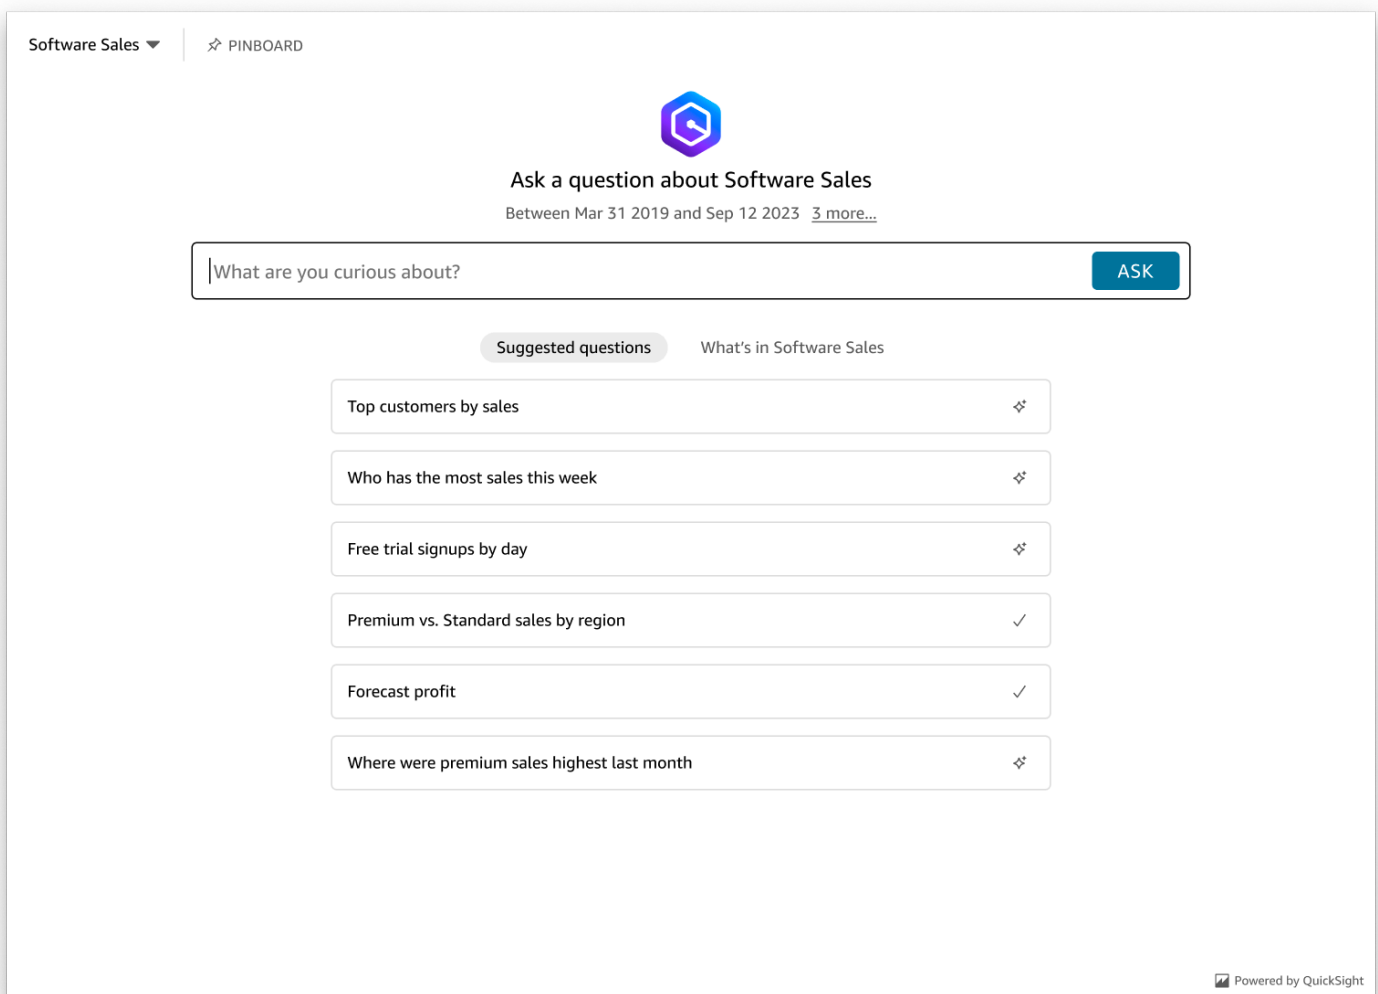 Software Sales
PINBOARD
Ask a question about Software Sales
Between Mar 31 2019 and Sep 12 2023 3 more...
What are you curious about?
ASK
Suggested questions
What's in Software Sales
Top customers by sales
Who has the most sales this week
Free trial signups by day
Premium vs. Standard sales by region
Forecast profit
Where were premium sales highest last month
Powered by QuickSight